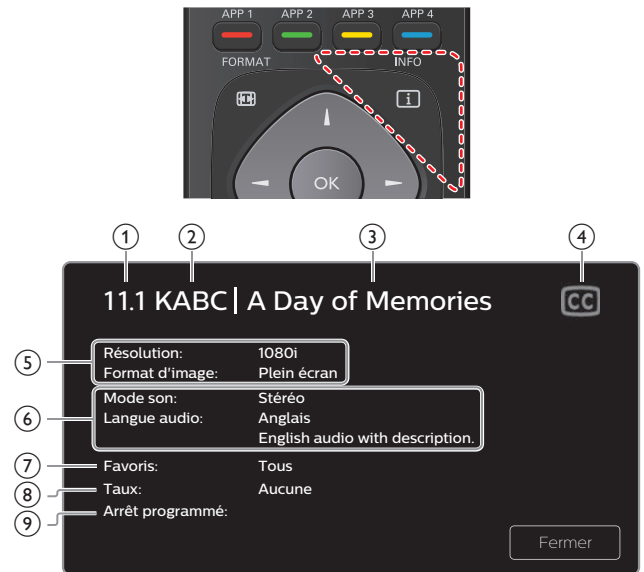 APP 1 APP 2 APP 3 APP 4
FORMAT INFO
i
OK
1 2 3 4
11.1 KABC | A Day of Memories CC
5
Résolution: 1080i
Format d'image: Plein écran
6
Mode son: Stéréo
Langue audio: Anglais
English audio with description.
7 Favoris: Tous
8 Taux: Aucune
9 Arrêt programmé:
Fermer